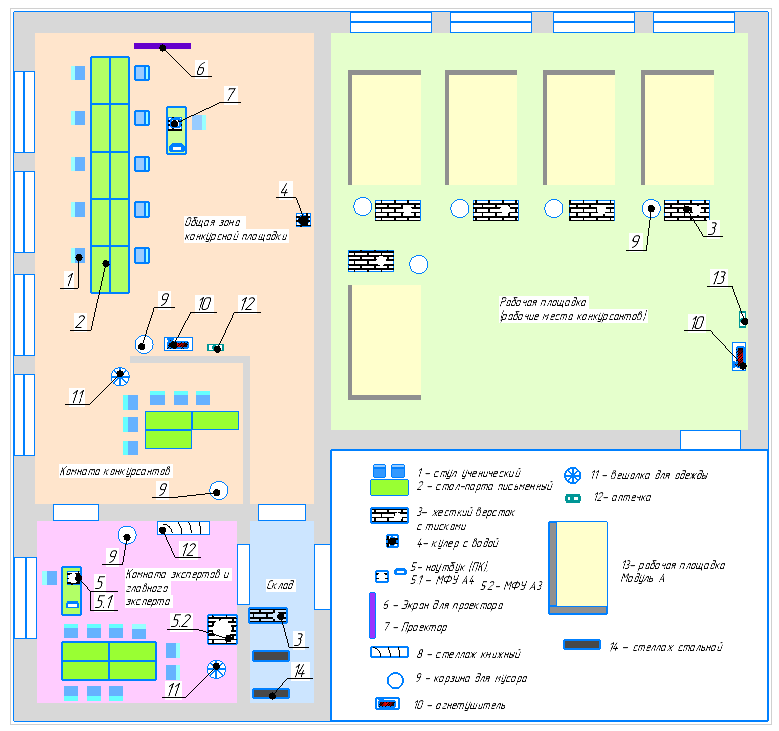 6
7
4
Общая зона
конкурсной площадки
1
2
9
10
12
11
Комната конкурсантов
9
9
3
13
10
Рабочая площадка
(рабочие места конкурсантов)
9
12
5
5.1
Комната экспертов и
главного
эксперта
5.2
11
Склад
3
14
1 – стул ученический
2 – стол-парта письменный
3– жесткий верстак
с тисками
4– кулер с водой
5– ноутбук (ПК),
5.1 – МФУ А4
5.2– МФУ А3
6 – Экран для проектора
7 – Проектор
8 – стеллаж книжный
9 – корзина для мусора
10 – огнетушитель
11 – вешалка для одежды
12– аптечка
13– рабочая площадка
Модуль А
14 – стеллаж стальной